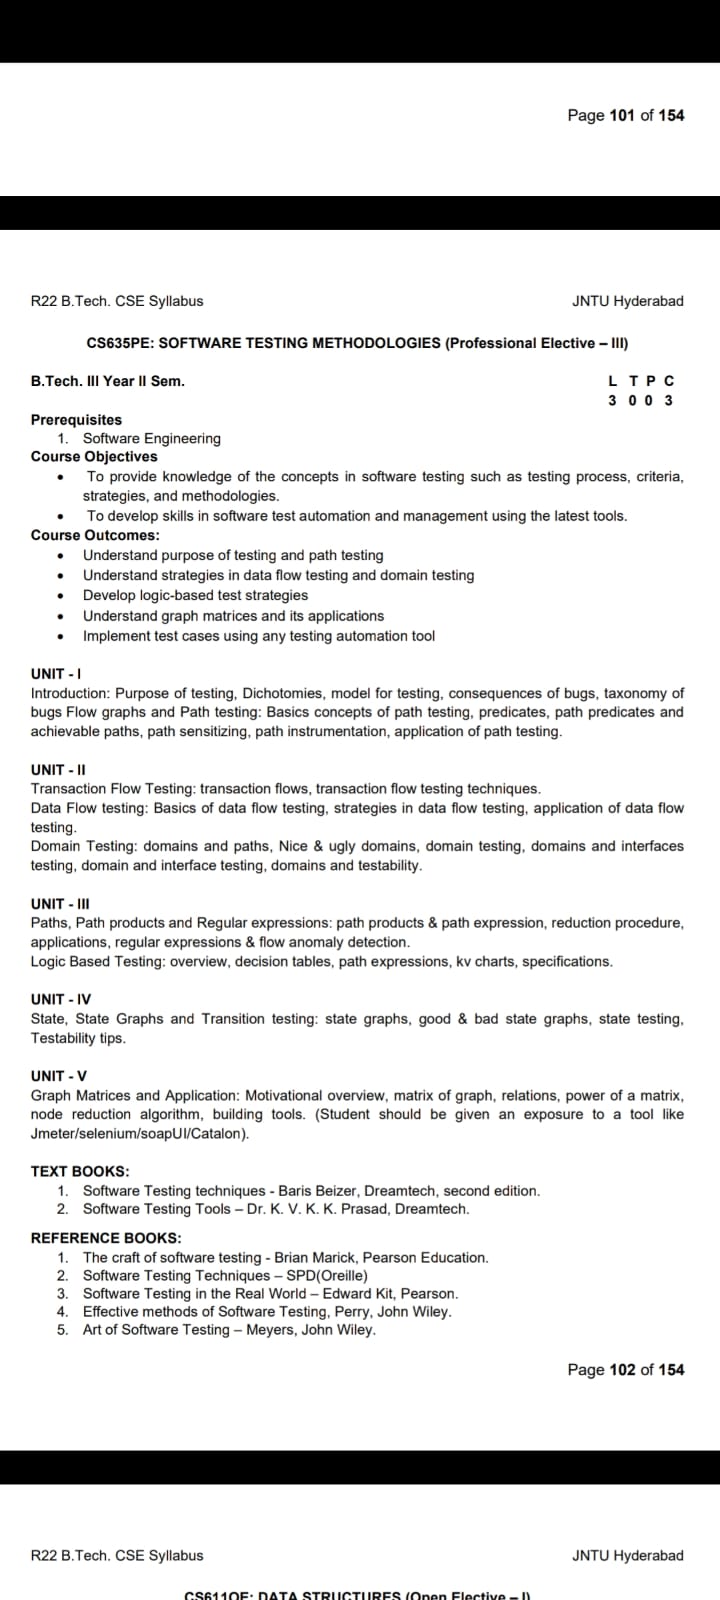 Page 101 of 154
R22 B.Tech. CSE Syllabus JNTU Hyderabad
CS635PE: SOFTWARE TESTING METHODOLOGIES (Professional Elective – III)
B.Tech. III Year II Sem. L T P C
3 0 0 3
Prerequisites
1. Software Engineering
Course Objectives
• To provide knowledge of the concepts in software testing such as testing process, criteria,
strategies, and methodologies.
• To develop skills in software test automation and management using the latest tools.
Course Outcomes:
• Understand purpose of testing and path testing
• Understand strategies in data flow testing and domain testing
• Develop logic-based test strategies
• Understand graph matrices and its applications
• Implement test cases using any testing automation tool
UNIT - I
Introduction: Purpose of testing, Dichotomies, model for testing, consequences of bugs, taxonomy of
bugs Flow graphs and Path testing: Basics concepts of path testing, predicates, path predicates and
achievable paths, path sensitizing, path instrumentation, application of path testing.
UNIT - II
Transaction Flow Testing: transaction flows, transaction flow testing techniques.
Data Flow testing: Basics of data flow testing, strategies in data flow testing, application of data flow
testing.
Domain Testing: domains and paths, Nice & ugly domains, domain testing, domains and interfaces
testing, domain and interface testing, domains and testability.
UNIT - III
Paths, Path products and Regular expressions: path products & path expression, reduction procedure,
applications, regular expressions & flow anomaly detection.
Logic Based Testing: overview, decision tables, path expressions, kv charts, specifications.
UNIT - IV
State, State Graphs and Transition testing: state graphs, good & bad state graphs, state testing,
Testability tips.
UNIT - V
Graph Matrices and Application: Motivational overview, matrix of graph, relations, power of a matrix,
node reduction algorithm, building tools. (Student should be given an exposure to a tool like
Jmeter/selenium/soapUI/Catalon).
TEXT BOOKS:
1. Software Testing techniques - Baris Beizer, Dreamtech, second edition.
2. Software Testing Tools – Dr. K. V. K. K. Prasad, Dreamtech.
REFERENCE BOOKS:
1. The craft of software testing - Brian Marick, Pearson Education.
2. Software Testing Techniques – SPD(Oreille)
3. Software Testing in the Real World – Edward Kit, Pearson.
4. Effective methods of Software Testing, Perry, John Wiley.
5. Art of Software Testing – Meyers, John Wiley.
Page 102 of 154
R22 B.Tech. CSE Syllabus JNTU Hyderabad
CS611OE: DATA STRUCTURES (Open Elective – I)